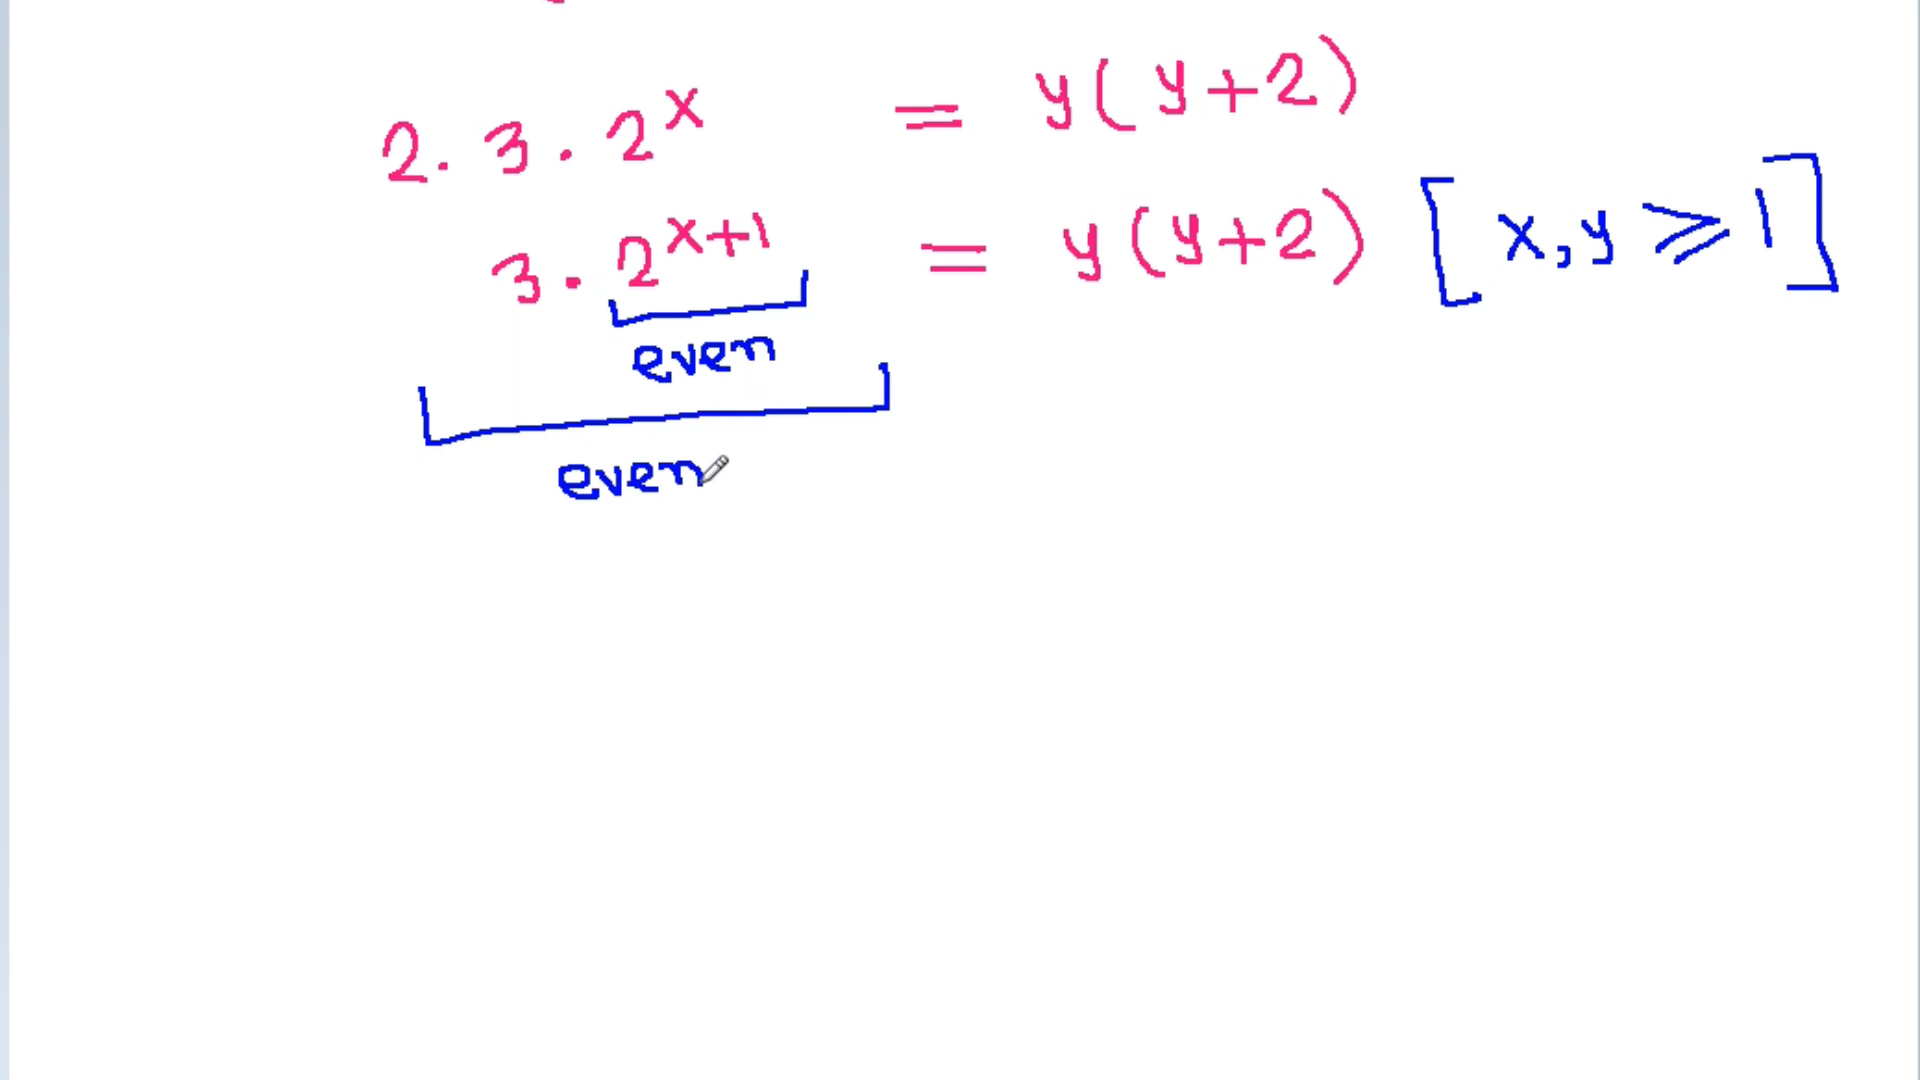 2. 3. 2^x = y(y+2)
3. 2^{x+1} = y(y+2) [x,y ⩾ 1]
even
even